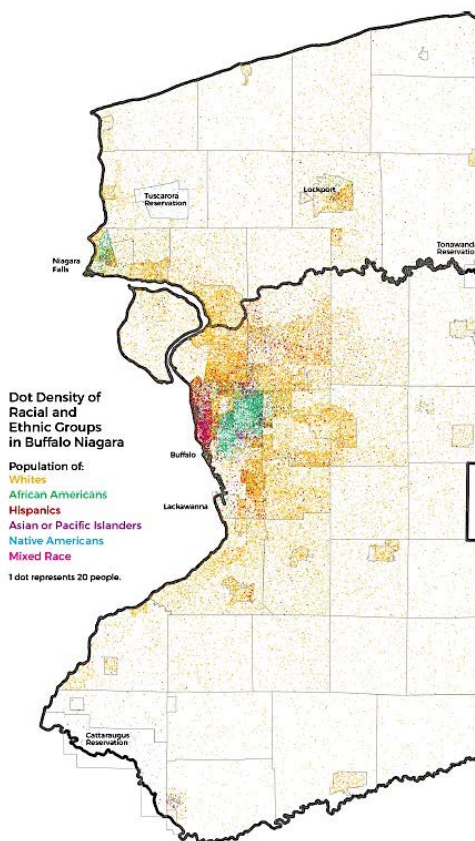 Tuscarora
Reservation
Lockport
Niagara
Falls
Tonawanda
Reservation
Dot Density of
Racial and
Ethnic Groups
in Buffalo Niagara
Population of:
Whites
African Americans
Hispanics
Asian or Pacific Islanders
Native Americans
Mixed Race
1 dot represents 20 people.
Buffalo
Lackawanna
Cattaraugus
Reservation